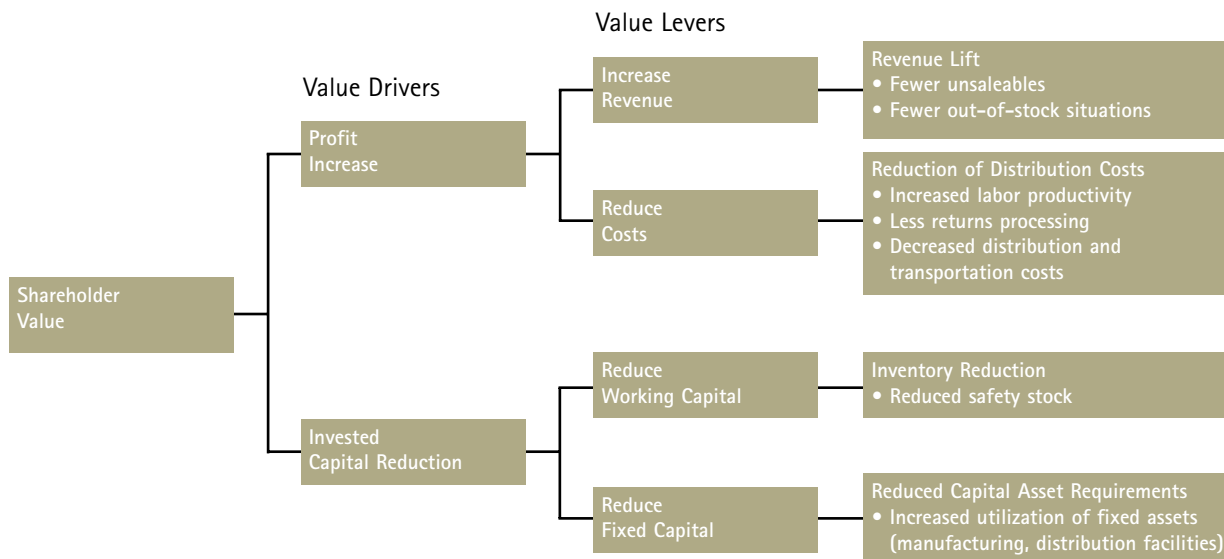 Value Levers
Value Drivers
Shareholder
Value
Profit
Increase
Increase
Revenue
Revenue Lift
• Fewer unsaleables
• Fewer out-of-stock situations
Reduce
Costs
Reduction of Distribution Costs
• Increased labor productivity
• Less returns processing
• Decreased distribution and
transportation costs
Invested
Capital Reduction
Reduce
Working Capital
Inventory Reduction
• Reduced safety stock
Reduce
Fixed Capital
Reduced Capital Asset Requirements
• Increased utilization of fixed assets
(manufacturing, distribution facilities)